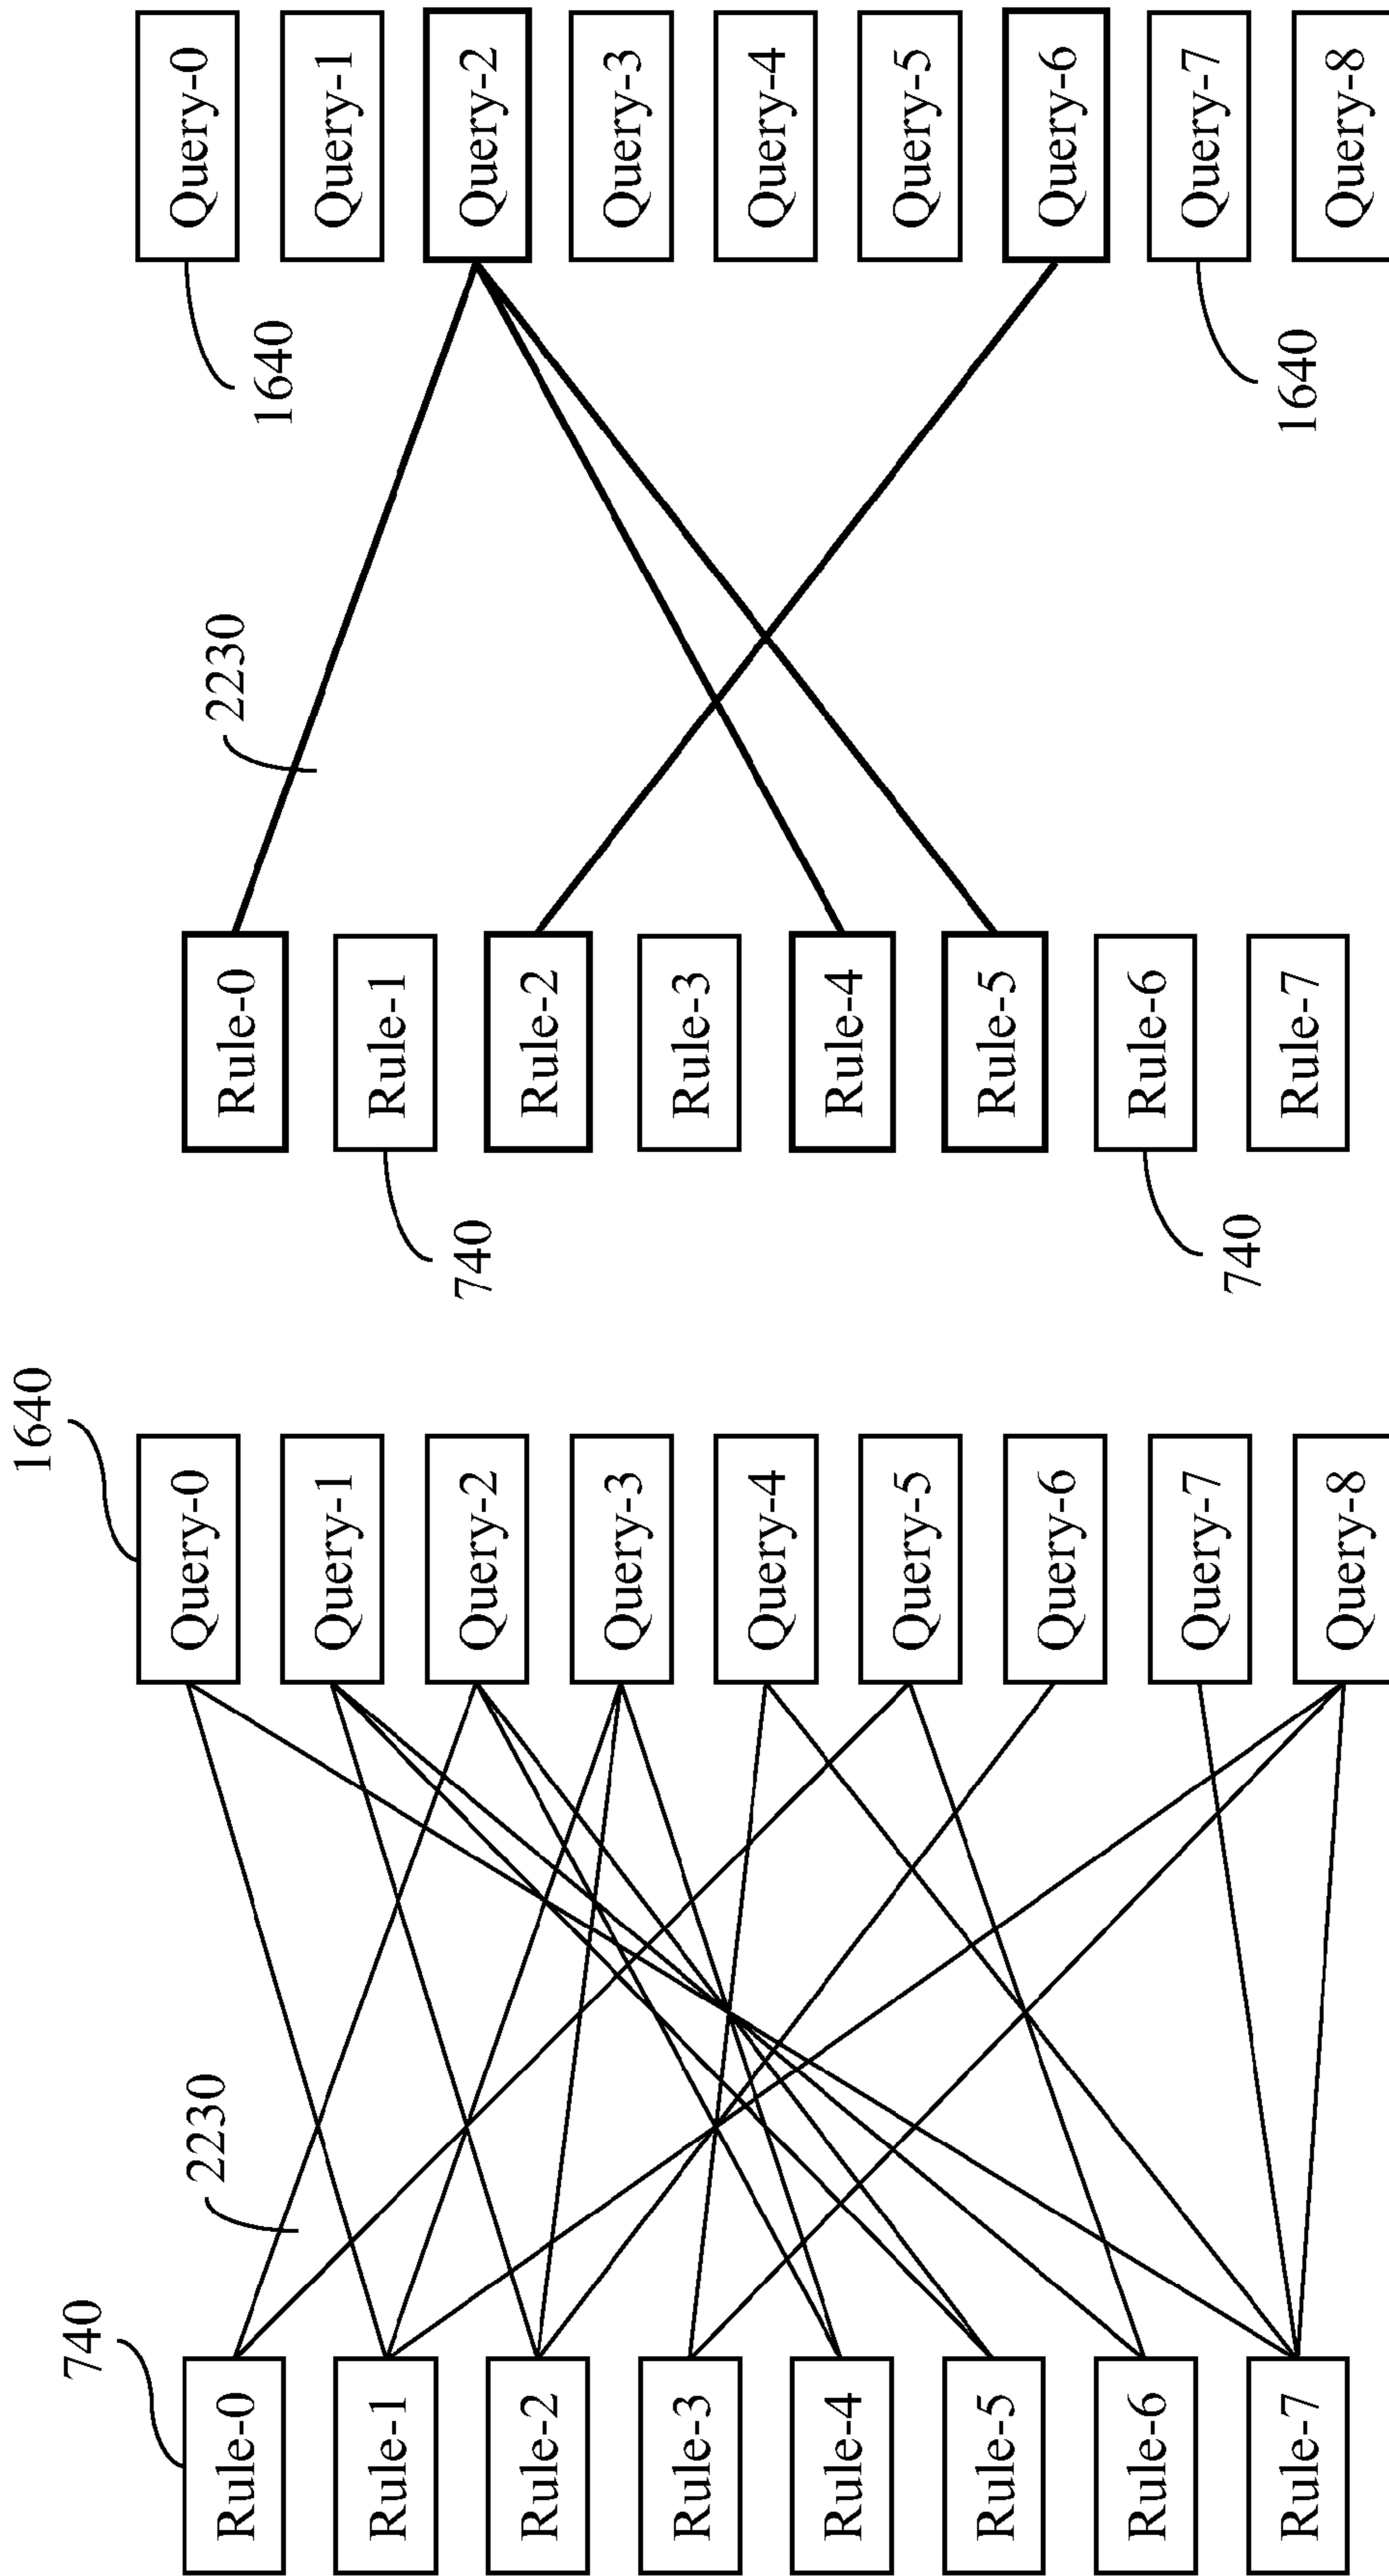 740
Rule-0
Rule-1
Rule-2
Rule-3
Rule-4
Rule-5
Rule-6
Rule-7
2230
1640
Query-0
Query-1
Query-2
Query-3
Query-4
Query-5
Query-6
Query-7
Query-8
740
740
Rule-0
Rule-1
Rule-2
Rule-3
Rule-4
Rule-5
Rule-6
Rule-7
2230
1640
1640
Query-0
Query-1
Query-2
Query-3
Query-4
Query-5
Query-6
Query-7
Query-8